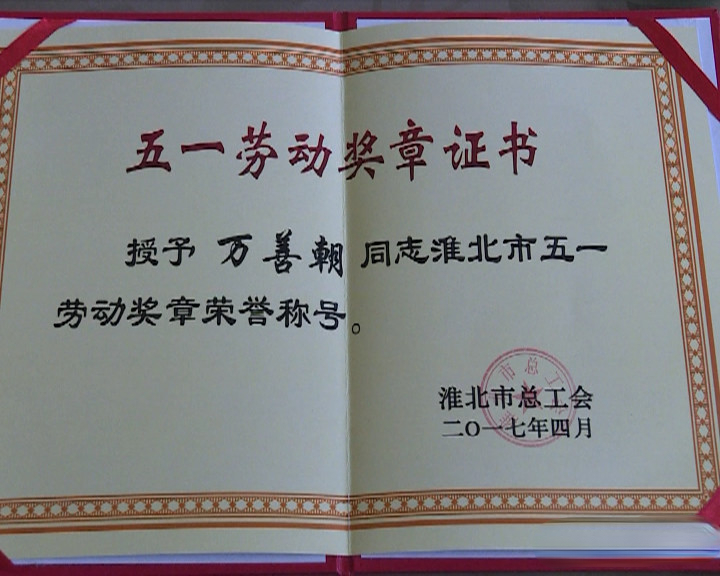 五一劳动奖章证书
授予 万善朝 同志淮北市五一
劳动奖章荣誉称号。
淮北市总工会
二〇一七年四月